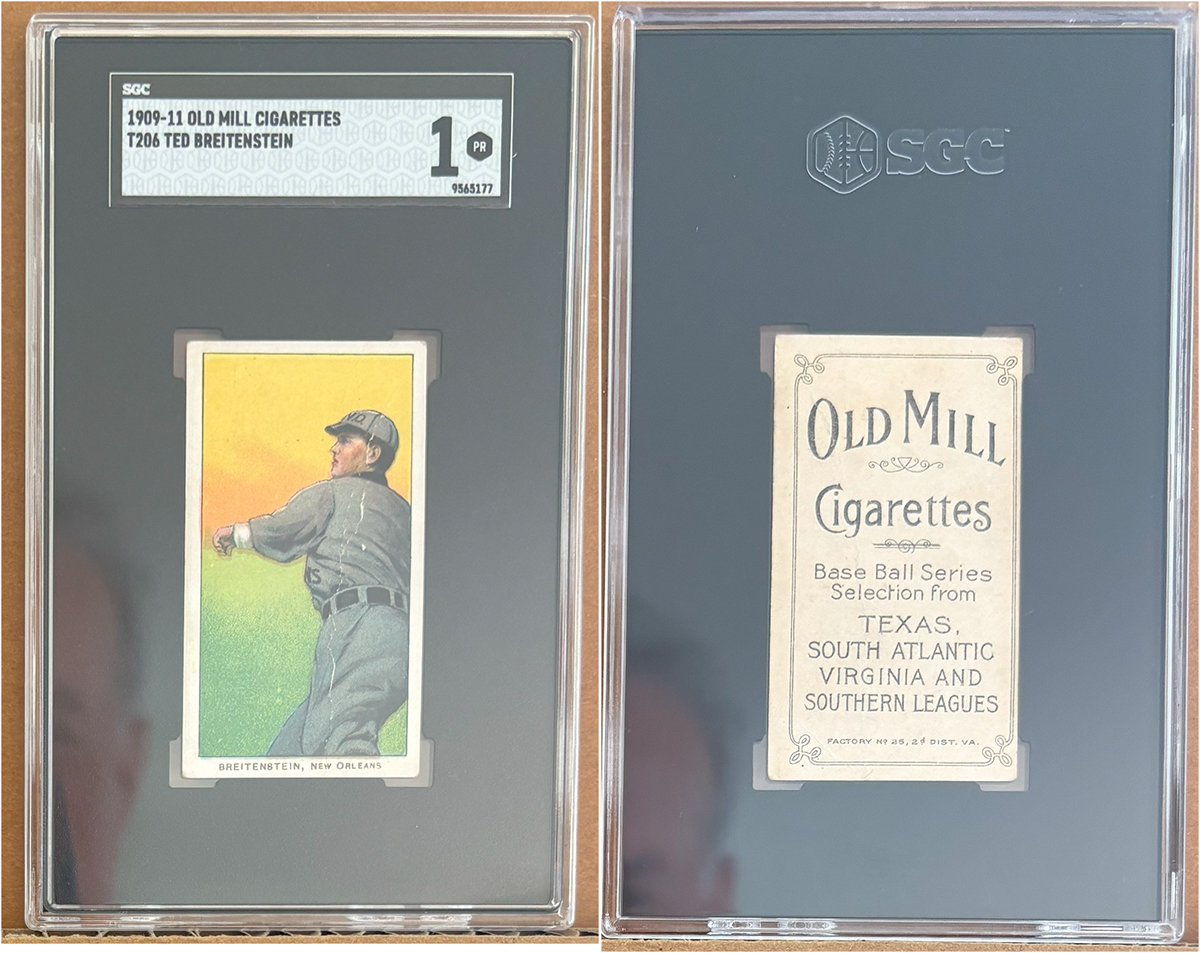 SGC
1909-11 OLD MILL CIGARETTES
T206 TED BREITENSTEIN
1 PR
9565177
N.O.
NS
BREITENSTEIN, NEW ORLEANS
SGC
OLD MILL
Cigarettes
Base Ball Series
Selection from
TEXAS,
SOUTH ATLANTIC
VIRGINIA AND
SOUTHERN LEAGUES
FACTORY Nº 25, 2d DIST. VA.